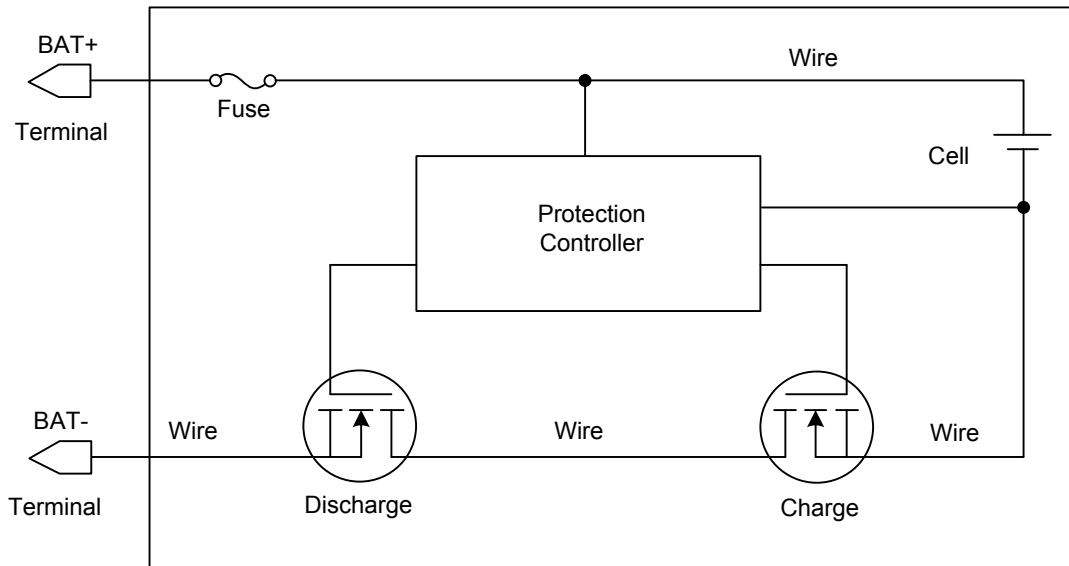 BAT+
Wire
Fuse
Terminal
Cell
Protection
Controller
BAT-
Wire
Wire
Wire
Discharge
Charge
Terminal